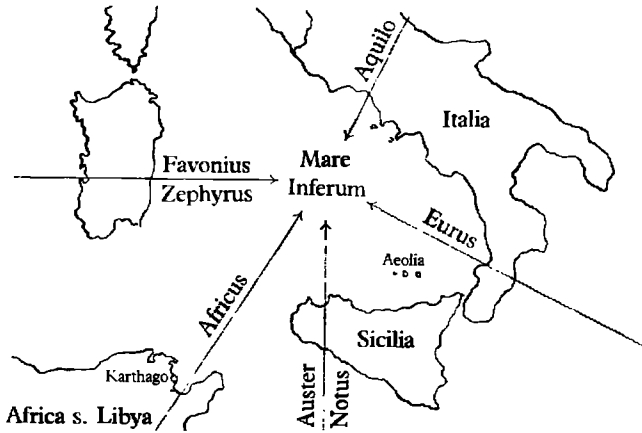 Aquilo
Italia
Favonius
Zephyrus
Mare
Inferum
Eurus
Aeolia
Africus
Sicilia
Karthago
Auster
Notus
Africa s. Libya